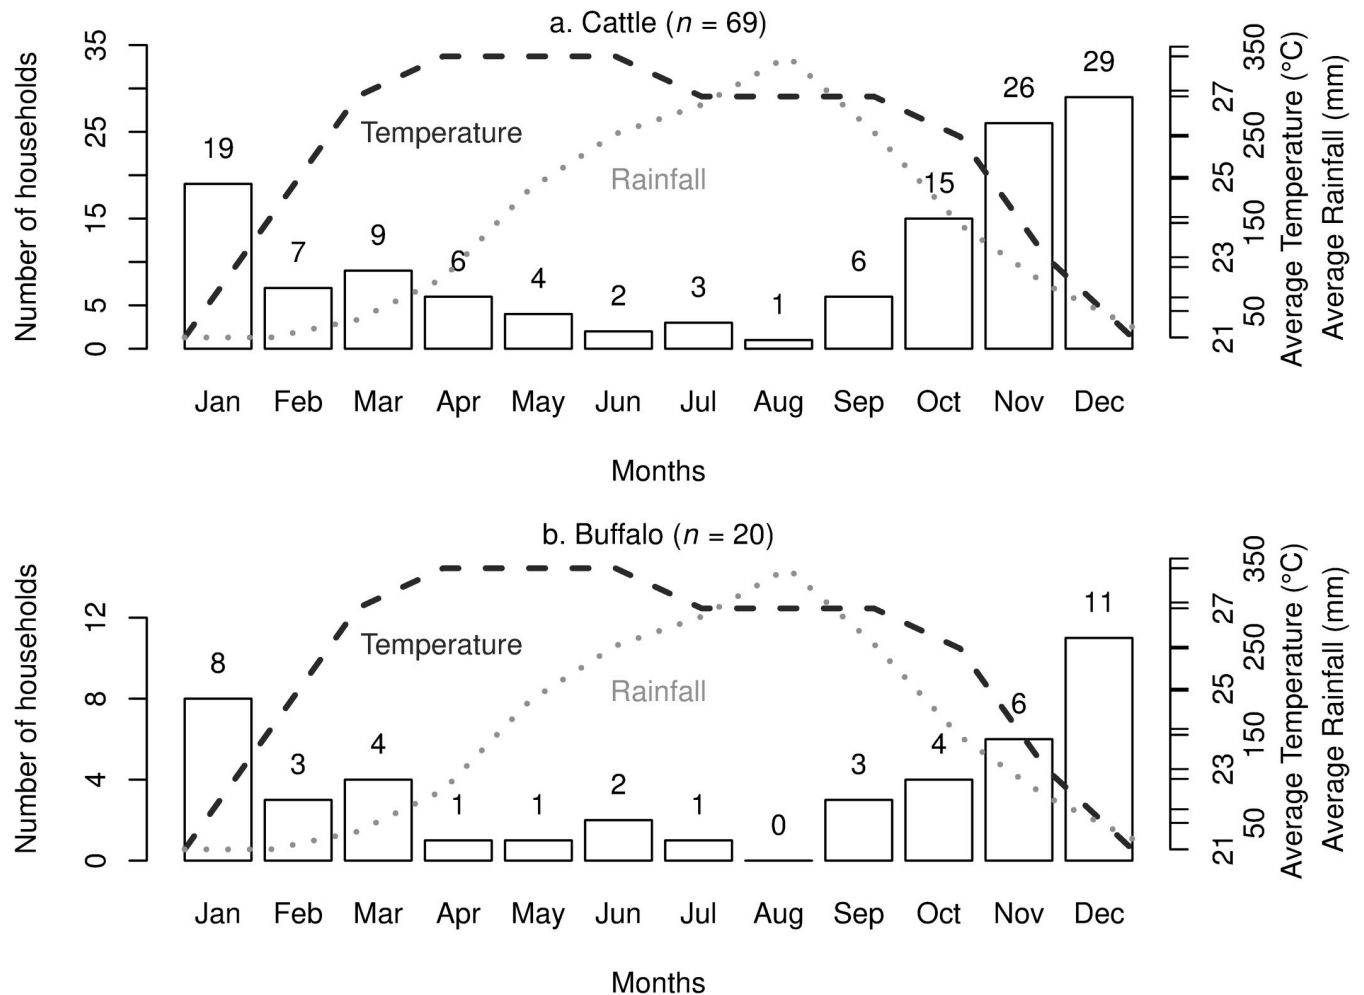 a. Cattle (n = 69)
Number of households
0 5 15 25 35
19 7 9 6 4 2 3 1 6 15 26 29
Temperature
Rainfall
Jan Feb Mar Apr May Jun Jul Aug Sep Oct Nov Dec
Months
21 23 25 27
50 150 250 350
Average Temperature (°C)
Average Rainfall (mm)
b. Buffalo (n = 20)
Number of households
0 4 8 12
8 3 4 1 1 2 1 0 3 4 6 11
Temperature
Rainfall
Jan Feb Mar Apr May Jun Jul Aug Sep Oct Nov Dec
Months
21 23 25 27
50 150 250 350
Average Temperature (°C)
Average Rainfall (mm)